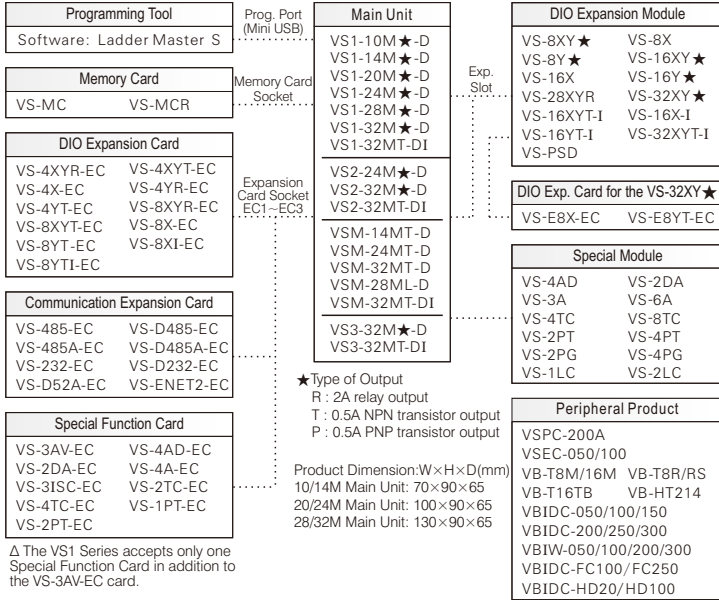 Programming Tool
Software: Ladder Master S
Prog. Port
(Mini USB)
Memory Card
VS-MC VS-MCR
Memory Card
Socket
DIO Expansion Card
VS-4XYR-EC VS-4XYT-EC
VS-4X-EC VS-4YR-EC
VS-4YT-EC VS-8XYR-EC
VS-8XYT-EC VS-8X-EC
VS-8YT-EC VS-8XI-EC
VS-8YTI-EC
Expansion
Card Socket
EC1~EC3
Communication Expansion Card
VS-485-EC VS-D485-EC
VS-485A-EC VS-D485A-EC
VS-232-EC VS-D232-EC
VS-D52A-EC VS-ENET2-EC
Special Function Card
VS-3AV-EC VS-4AD-EC
VS-2DA-EC VS-4A-EC
VS-3ISC-EC VS-2TC-EC
VS-4TC-EC VS-1PT-EC
VS-2PT-EC
Δ The VS1 Series accepts only one
Special Function Card in addition to
the VS-3AV-EC card.
Main Unit
VS1-10M★-D
VS1-14M★-D
VS1-20M★-D
VS1-24M★-D
VS1-28M★-D
VS1-32M★-D
VS1-32MT-DI
VS2-24M★-D
VS2-32M★-D
VS2-32MT-DI
VSM-14MT-D
VSM-24MT-D
VSM-32MT-D
VSM-28ML-D
VSM-32MT-DI
VS3-32M★-D
VS3-32MT-DI
★Type of Output
R : 2A relay output
T : 0.5A NPN transistor output
P : 0.5A PNP transistor output
Product Dimension:W×H×D(mm)
10/14M Main Unit: 70×90×65
20/24M Main Unit: 100×90×65
28/32M Main Unit: 130×90×65
Exp.
Slot
DIO Expansion Module
VS-8XY★ VS-8X
VS-8Y★ VS-16XY★
VS-16X VS-16Y★
VS-28XYR VS-32XY★
VS-16XYT-I VS-16X-I
VS-16YT-I VS-32XYT-I
VS-PSD
DIO Exp. Card for the VS-32XY★
VS-E8X-EC VS-E8YT-EC
Special Module
VS-4AD VS-2DA
VS-3A VS-6A
VS-4TC VS-8TC
VS-2PT VS-4PT
VS-2PG VS-4PG
VS-1LC VS-2LC
Peripheral Product
VSPC-200A
VSEC-050/100
VB-T8M/16M VB-T8R/RS
VB-T16TB VB-HT214
VBIDC-050/100/150
VBIDC-200/250/300
VBIW-050/100/200/300
VBIDC-FC100/FC250
VBIDC-HD20/HD100